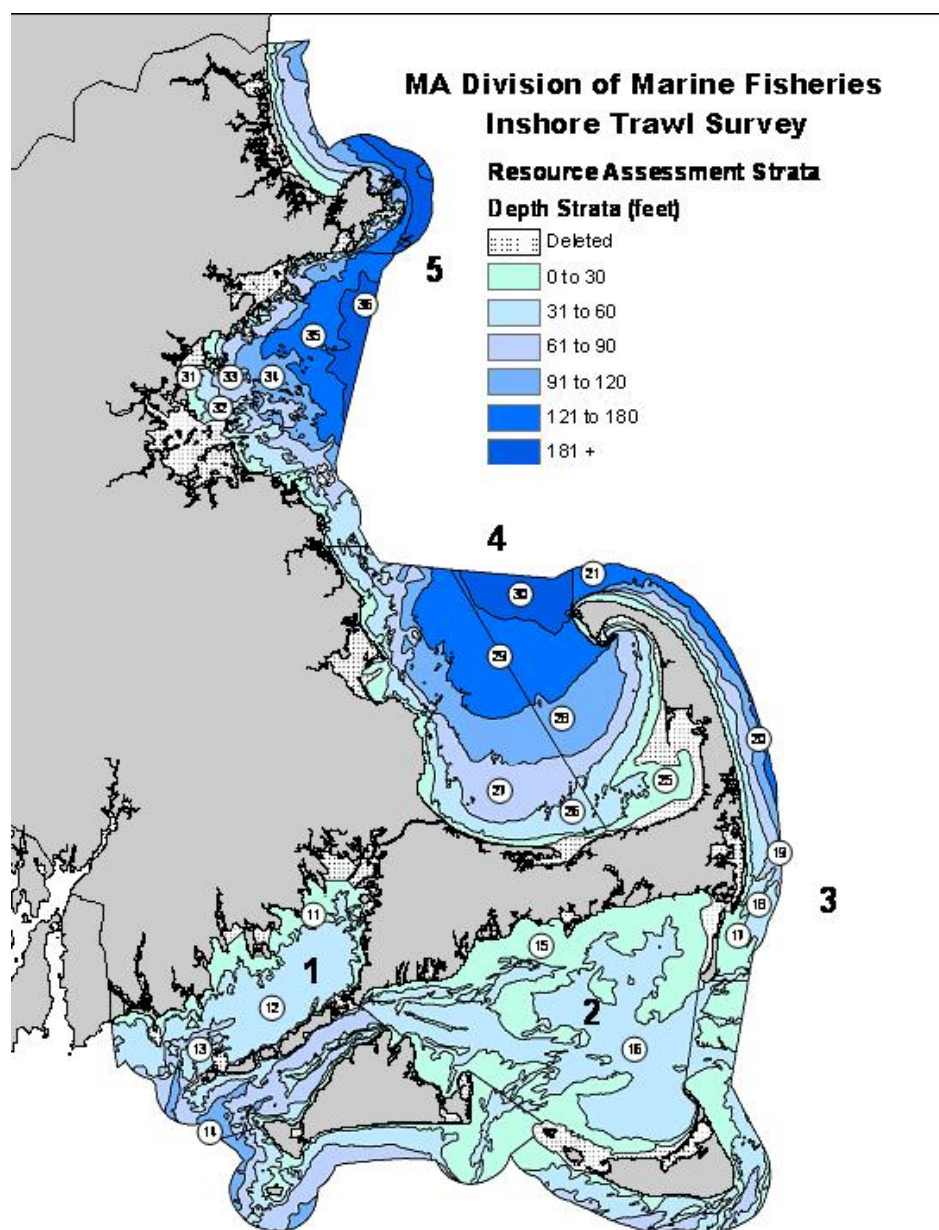 MA Division of Marine Fisheries
Inshore Trawl Survey
Resource Assessment Strata
Depth Strata (feet)
Deleted
0 to 30
31 to 60
61 to 90
91 to 120
121 to 180
181 +
5
36
35
31
33
34
32
4
21
30
29
28
20
25
27
26
19
3
18
11
17
15
1
2
12
13
16
14